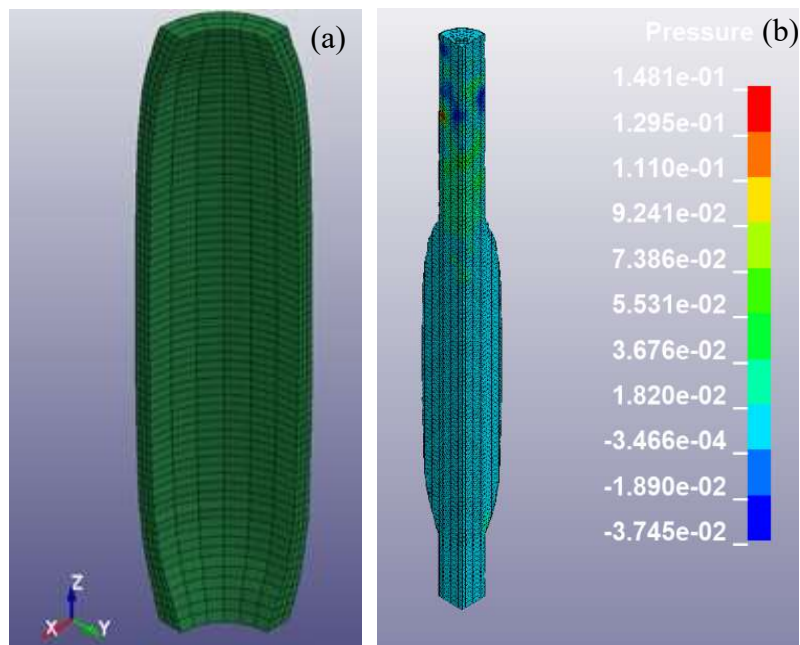 (a)
Z
X
Y
Pressure
(b)
1.481e-01
1.295e-01
1.110e-01
9.241e-02
7.386e-02
5.531e-02
3.676e-02
1.820e-02
-3.466e-04
-1.890e-02
-3.745e-02